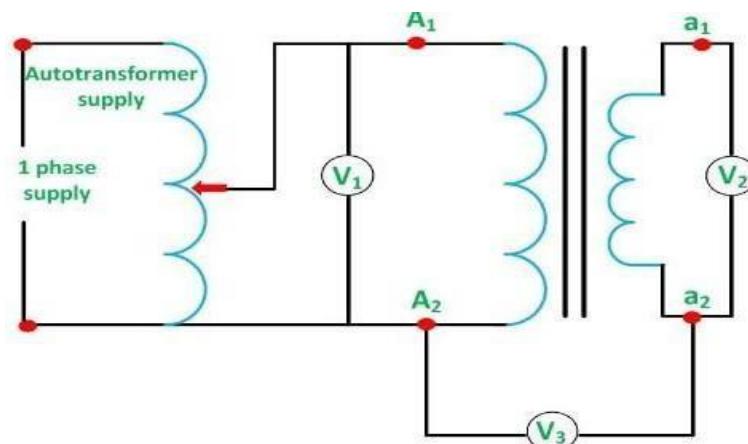 A₁
a₁
Autotransformer
supply
1 phase
supply
V₁
V₂
A₂
a₂
V₃